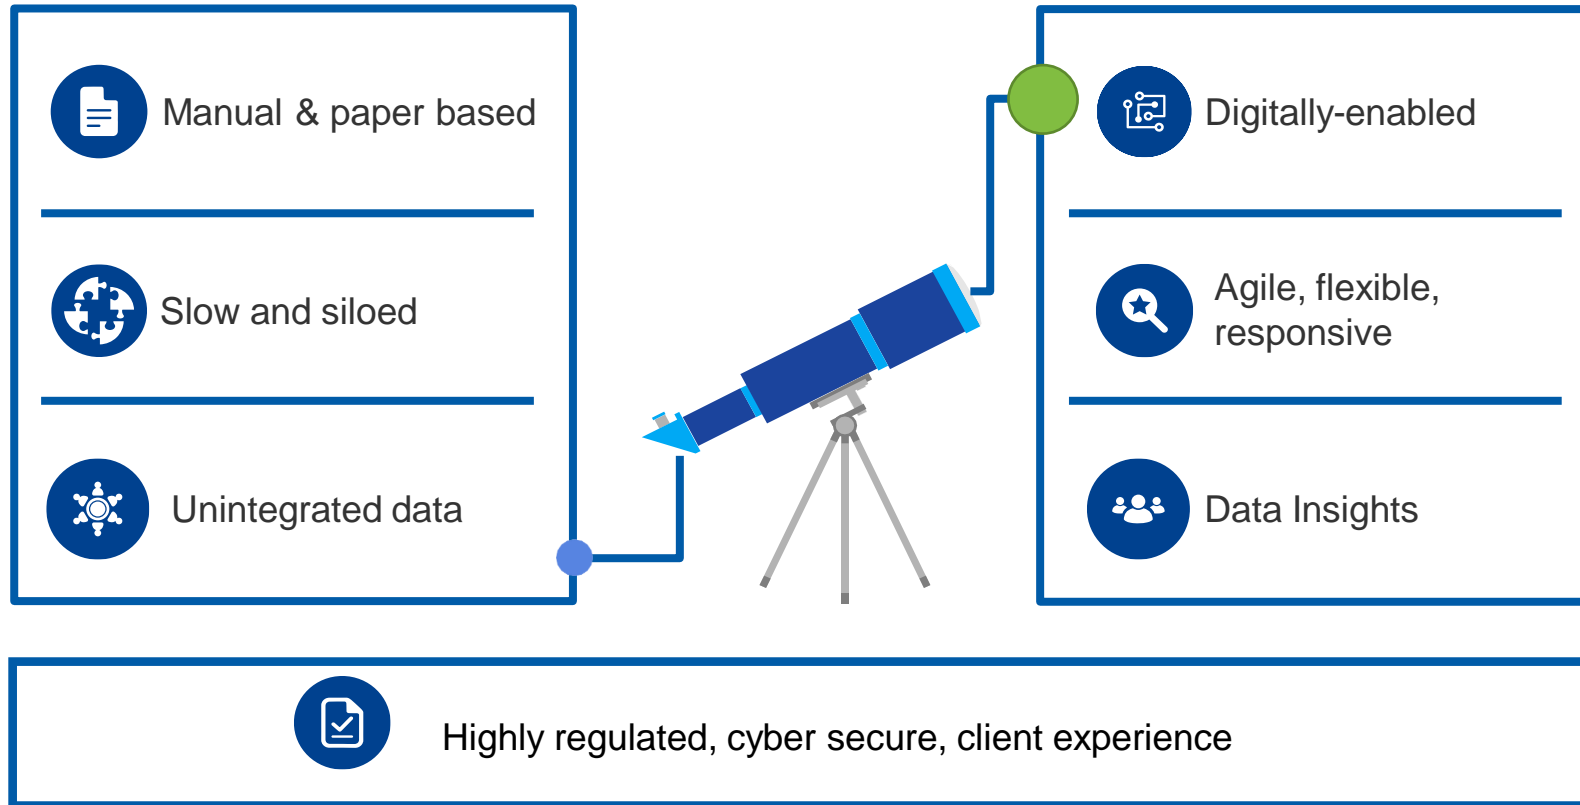 Manual & paper based
Slow and siloed
Unintegrated data
Digitally-enabled
Agile, flexible,
responsive
Data Insights
Highly regulated, cyber secure, client experience